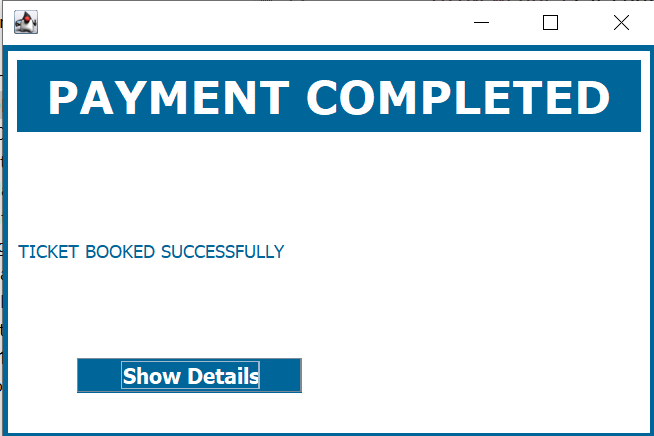 PAYMENT COMPLETED
TICKET BOOKED SUCCESSFULLY
Show Details